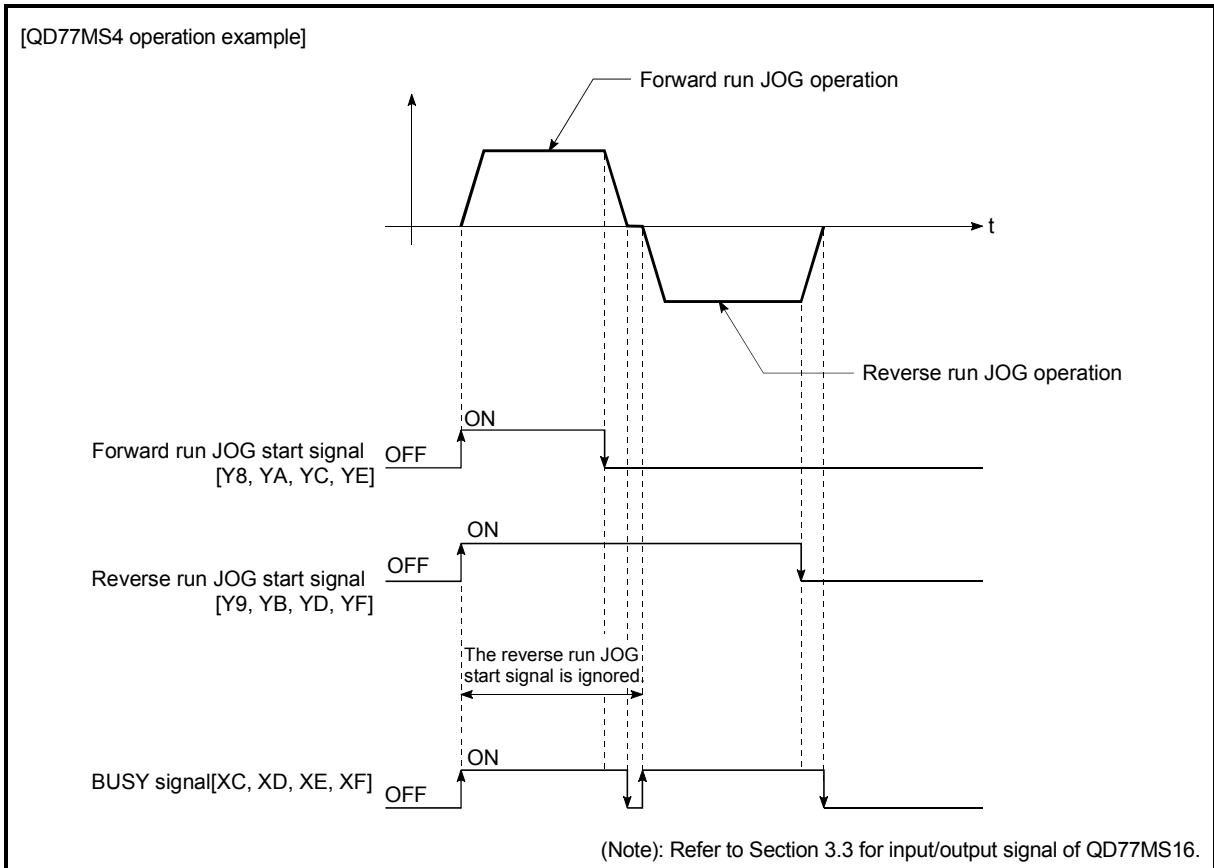 [QD77MS4 operation example]
Forward run JOG operation
t
Reverse run JOG operation
ON
Forward run JOG start signal
OFF
[Y8, YA, YC, YE]
ON
OFF
Reverse run JOG start signal
[Y9, YB, YD, YF]
The reverse run JOG
start signal is ignored.
ON
BUSY signal[XC, XD, XE, XF]
OFF
(Note): Refer to Section 3.3 for input/output signal of QD77MS16.